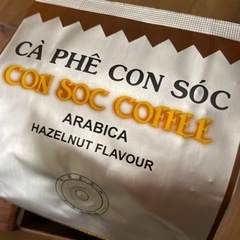 CÀ PHÊ CON SÓC
CON SOC COFFEE
ARABICA
HAZELNUT FLAVOUR